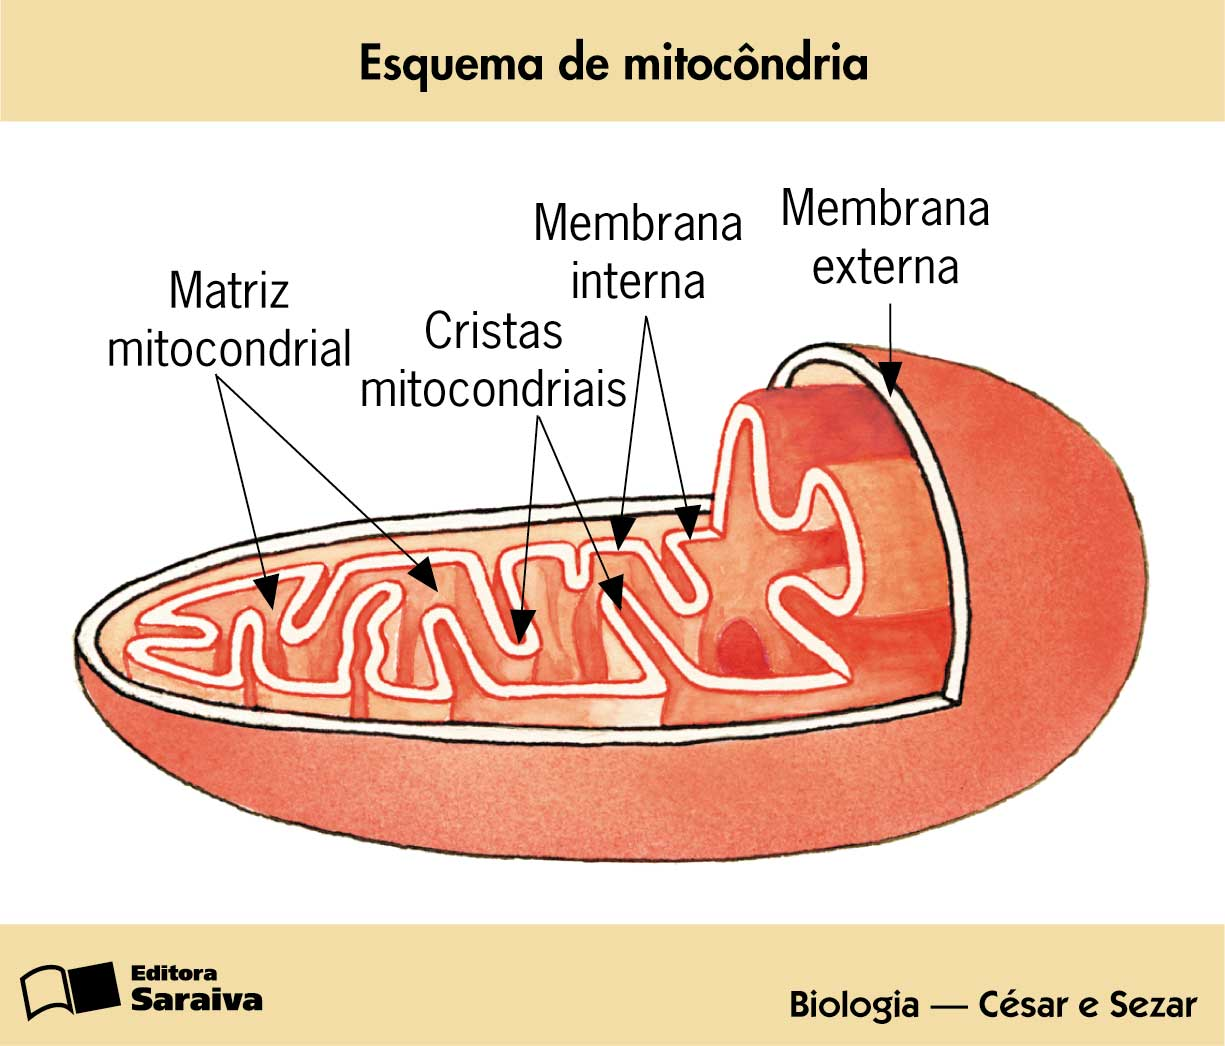 Esquema de mitocôndria
Membrana
interna
Membrana
externa
Matriz
mitocondrial
Cristas
mitocondriais
Editora
Saraiva
Biologia — César e Sezar